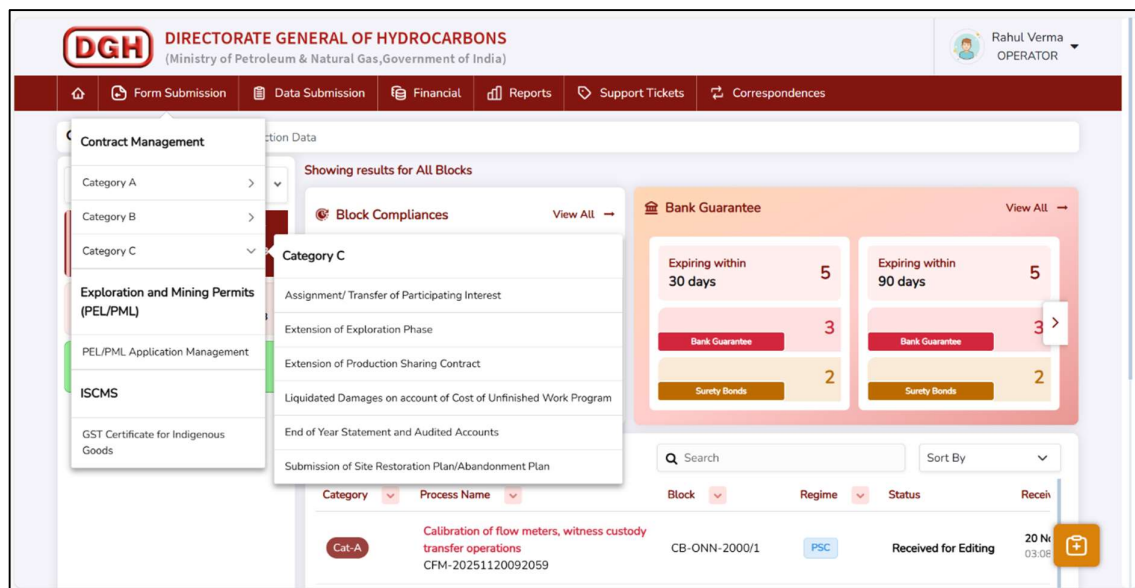 DGH
DIRECTORATE GENERAL OF HYDROCARBONS
(Ministry of Petroleum & Natural Gas,Government of India)
Rahul Verma
OPERATOR
Form Submission
Data Submission
Financial
Reports
Support Tickets
Correspondences
ction Data
Contract Management
Category A
Category B
Category C
Exploration and Mining Permits
(PEL/PML)
PEL/PML Application Management
ISCMS
GST Certificate for Indigenous
Goods
Category C
Assignment/ Transfer of Participating Interest
Extension of Exploration Phase
Extension of Production Sharing Contract
Liquidated Damages on account of Cost of Unfinished Work Program
End of Year Statement and Audited Accounts
Submission of Site Restoration Plan/Abandonment Plan
Showing results for All Blocks
Block Compliances
View All
Bank Guarantee
View All
Expiring within
30 days
5
3
Bank Guarantee
2
Surety Bonds
Expiring within
90 days
5
3
Bank Guarantee
2
Surety Bonds
Search
Sort By
Category
Process Name
Block
Regime
Status
Receiv
Cat-A
Calibration of flow meters, witness custody
transfer operations
CFM-20251120092059
CB-ONN-2000/1
PSC
Received for Editing
20 No
03:08